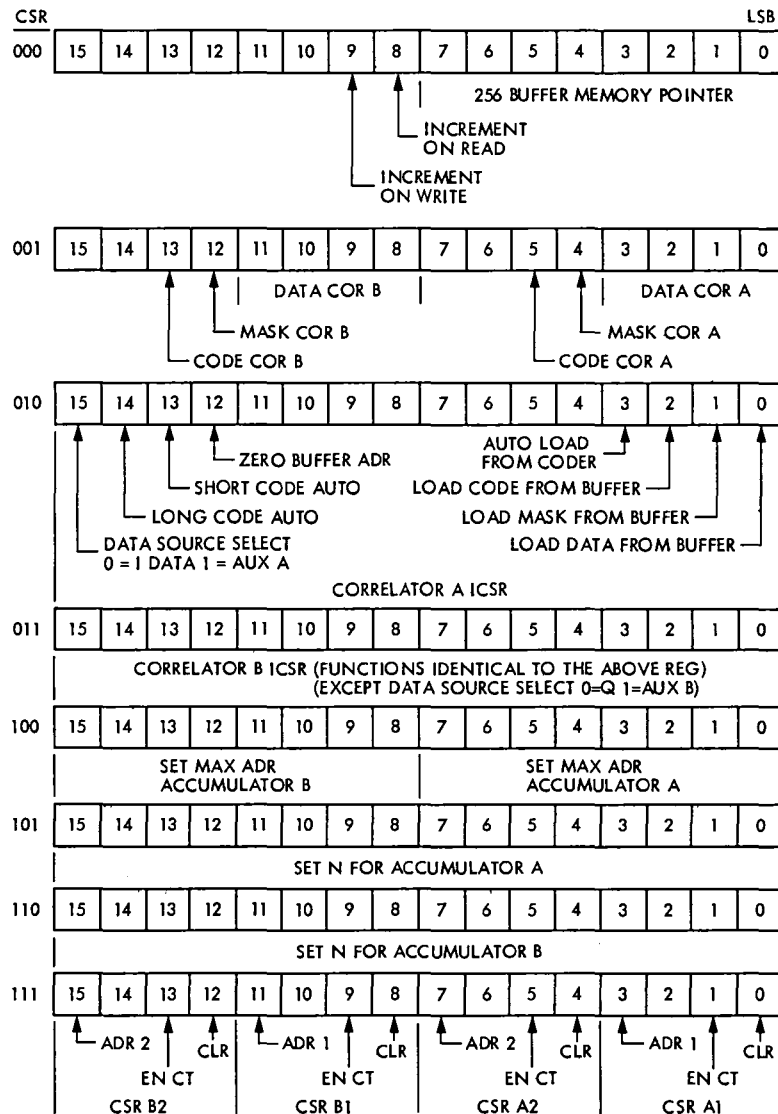 CSR LSB
000 15 14 13 12 11 10 9 8 7 6 5 4 3 2 1 0
256 BUFFER MEMORY POINTER
INCREMENT
ON READ
INCREMENT
ON WRITE
001 15 14 13 12 11 10 9 8 7 6 5 4 3 2 1 0
DATA COR B DATA COR A
MASK COR B MASK COR A
CODE COR B CODE COR A
010 15 14 13 12 11 10 9 8 7 6 5 4 3 2 1 0
ZERO BUFFER ADR AUTO LOAD
FROM CODER
SHORT CODE AUTO LOAD CODE FROM BUFFER
LONG CODE AUTO LOAD MASK FROM BUFFER
DATA SOURCE SELECT LOAD DATA FROM BUFFER
0 = 1 DATA 1 = AUX A
CORRELATOR A ICSR
011 15 14 13 12 11 10 9 8 7 6 5 4 3 2 1 0
CORRELATOR B ICSR (FUNCTIONS IDENTICAL TO THE ABOVE REG)
(EXCEPT DATA SOURCE SELECT 0=Q 1=AUX B)
100 15 14 13 12 11 10 9 8 7 6 5 4 3 2 1 0
SET MAX ADR SET MAX ADR
ACCUMULATOR B ACCUMULATOR A
101 15 14 13 12 11 10 9 8 7 6 5 4 3 2 1 0
SET N FOR ACCUMULATOR A
110 15 14 13 12 11 10 9 8 7 6 5 4 3 2 1 0
SET N FOR ACCUMULATOR B
111 15 14 13 12 11 10 9 8 7 6 5 4 3 2 1 0
ADR 2 CLR ADR 1 CLR ADR 2 CLR ADR 1 CLR
EN CT EN CT EN CT EN CT
CSR B2 CSR B1 CSR A2 CSR A1